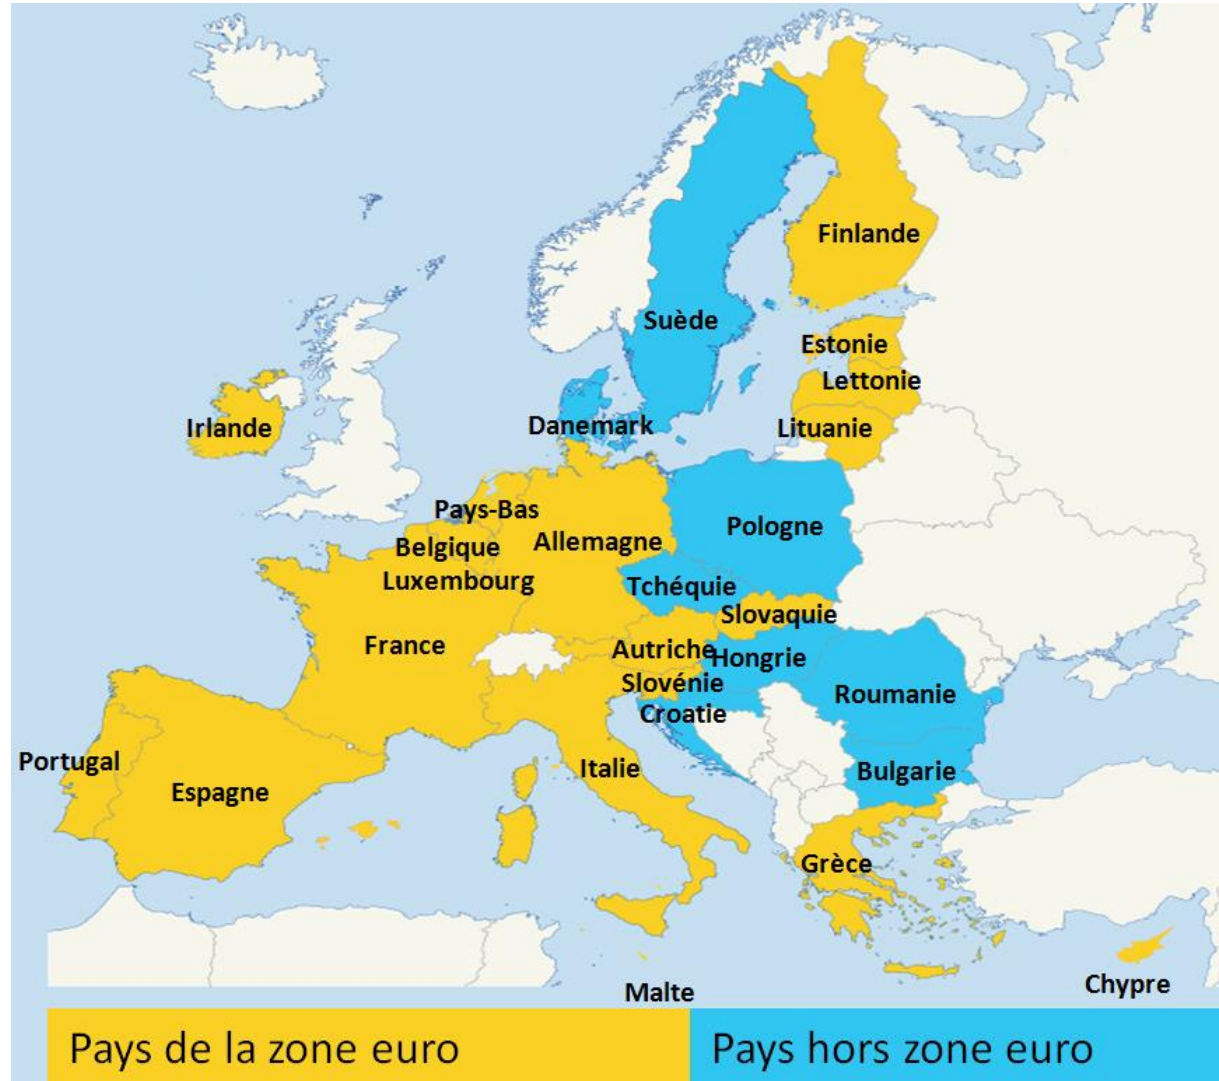 Finlande
Suède
Estonie
Lettonie
Irlande
Danemark
Lituanie
Pays-Bas
Pologne
Belgique
Allemagne
Luxembourg
Tchéquie
Slovaquie
France
Autriche
Hongrie
Slovénie
Roumanie
Croatie
Portugal
Italie
Bulgarie
Espagne
Grèce
Malte
Chypre
Pays de la zone euro
Pays hors zone euro